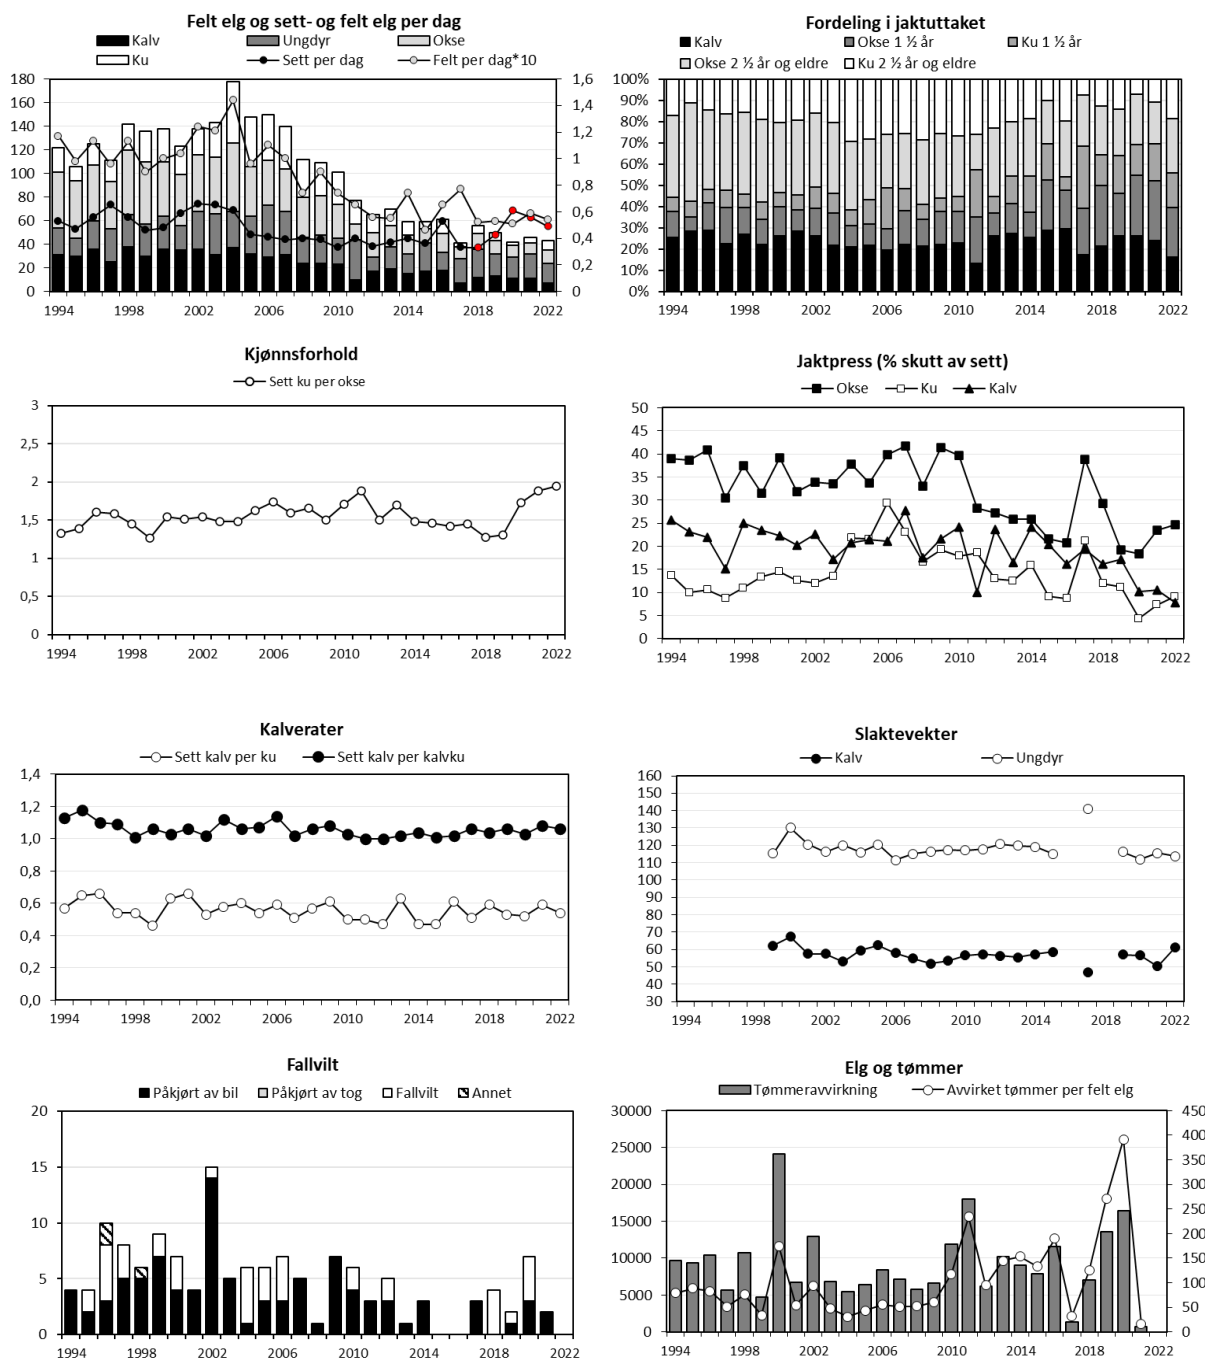 Felt elg og sett- og felt elg per dag
Kalv Ungdyr Okse
Ku Sett per dag Felt per dag*10
180 1,6
160 1,4
140 1,2
120 1
100 0,8
80 0,6
60 0,4
40 0,2
20 0
0
1994 1998 2002 2006 2010 2014 2018 2022
Fordeling i jaktuttaket
Kalv Okse 1 ½ år Ku 1 ½ år
Okse 2 ½ år og eldre Ku 2 ½ år og eldre
100%
90%
80%
70%
60%
50%
40%
30%
20%
10%
0%
1994 1998 2002 2006 2010 2014 2018 2022
Kjønnsforhold
Sett ku per okse
3
2,5
2
1,5
1
0,5
0
1994 1998 2002 2006 2010 2014 2018 2022
Jaktpress (% skutt av sett)
Okse Ku Kalv
50
45
40
35
30
25
20
15
10
5
0
1994 1998 2002 2006 2010 2014 2018 2022
Kalverater
Sett kalv per ku Sett kalv per kalvku
1,4
1,2
1,0
0,8
0,6
0,4
0,2
0,0
1994 1998 2002 2006 2010 2014 2018 2022
Slaktevekter
Kalv Ungdyr
160
150
140
130
120
110
100
90
80
70
60
50
40
30
1994 1998 2002 2006 2010 2014 2018 2022
Fallvilt
Påkjørt av bil Påkjørt av tog Fallvilt Annet
20
15
10
5
0
1994 1998 2002 2006 2010 2014 2018 2022
Elg og tømmer
Tømmeravvirkning Avvirket tømmer per felt elg
30000 450
25000 400
20000 350
15000 300
10000 250
5000 200
0 150
100
50
0
1994 1998 2002 2006 2010 2014 2018 2022